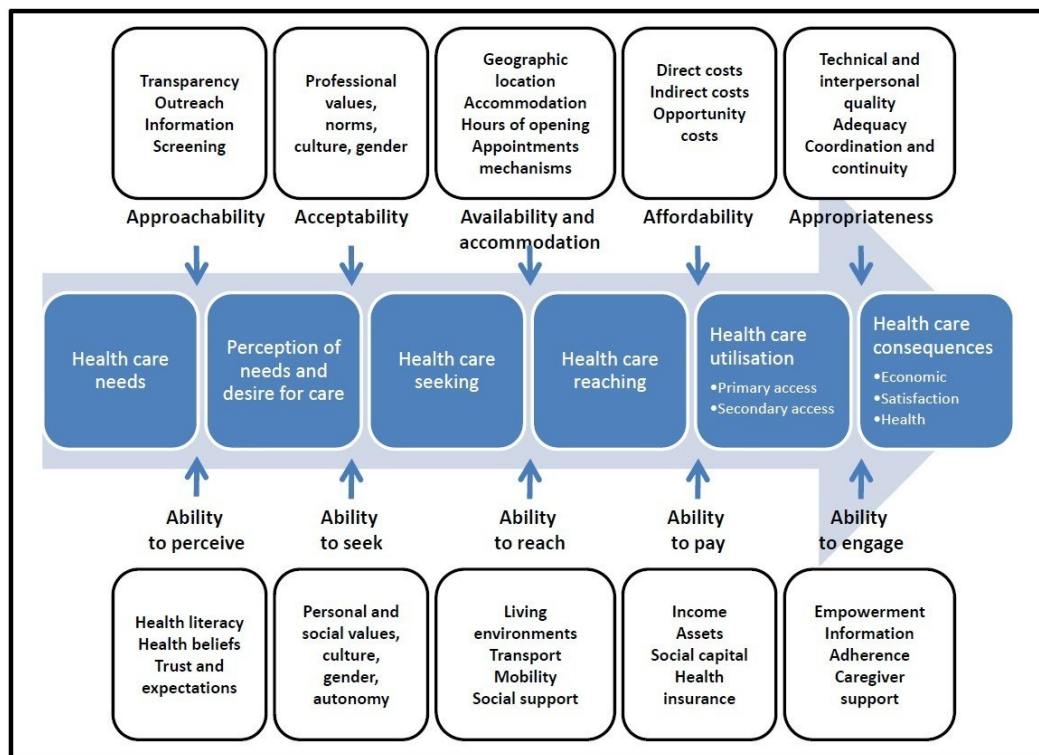 Transparency
Outreach
Information
Screening
Professional
values,
norms,
culture, gender
Geographic
location
Accommodation
Hours of opening
Appointments
mechanisms
Direct costs
Indirect costs
Opportunity
costs
Technical and
interpersonal
quality
Adequacy
Coordination and
continuity
Approachability
Acceptability
Availability and
accommodation
Affordability
Appropriateness
Health care
needs
Perception of
needs and
desire for care
Health care
seeking
Health care
reaching
Health care
utilisation
•Primary access
•Secondary access
Health care
consequences
•Economic
•Satisfaction
•Health
Ability
to perceive
Ability
to seek
Ability
to reach
Ability
to pay
Ability
to engage
Health literacy
Health beliefs
Trust and
expectations
Personal and
social values,
culture,
gender,
autonomy
Living
environments
Transport
Mobility
Social support
Income
Assets
Social capital
Health
insurance
Empowerment
Information
Adherence
Caregiver
support